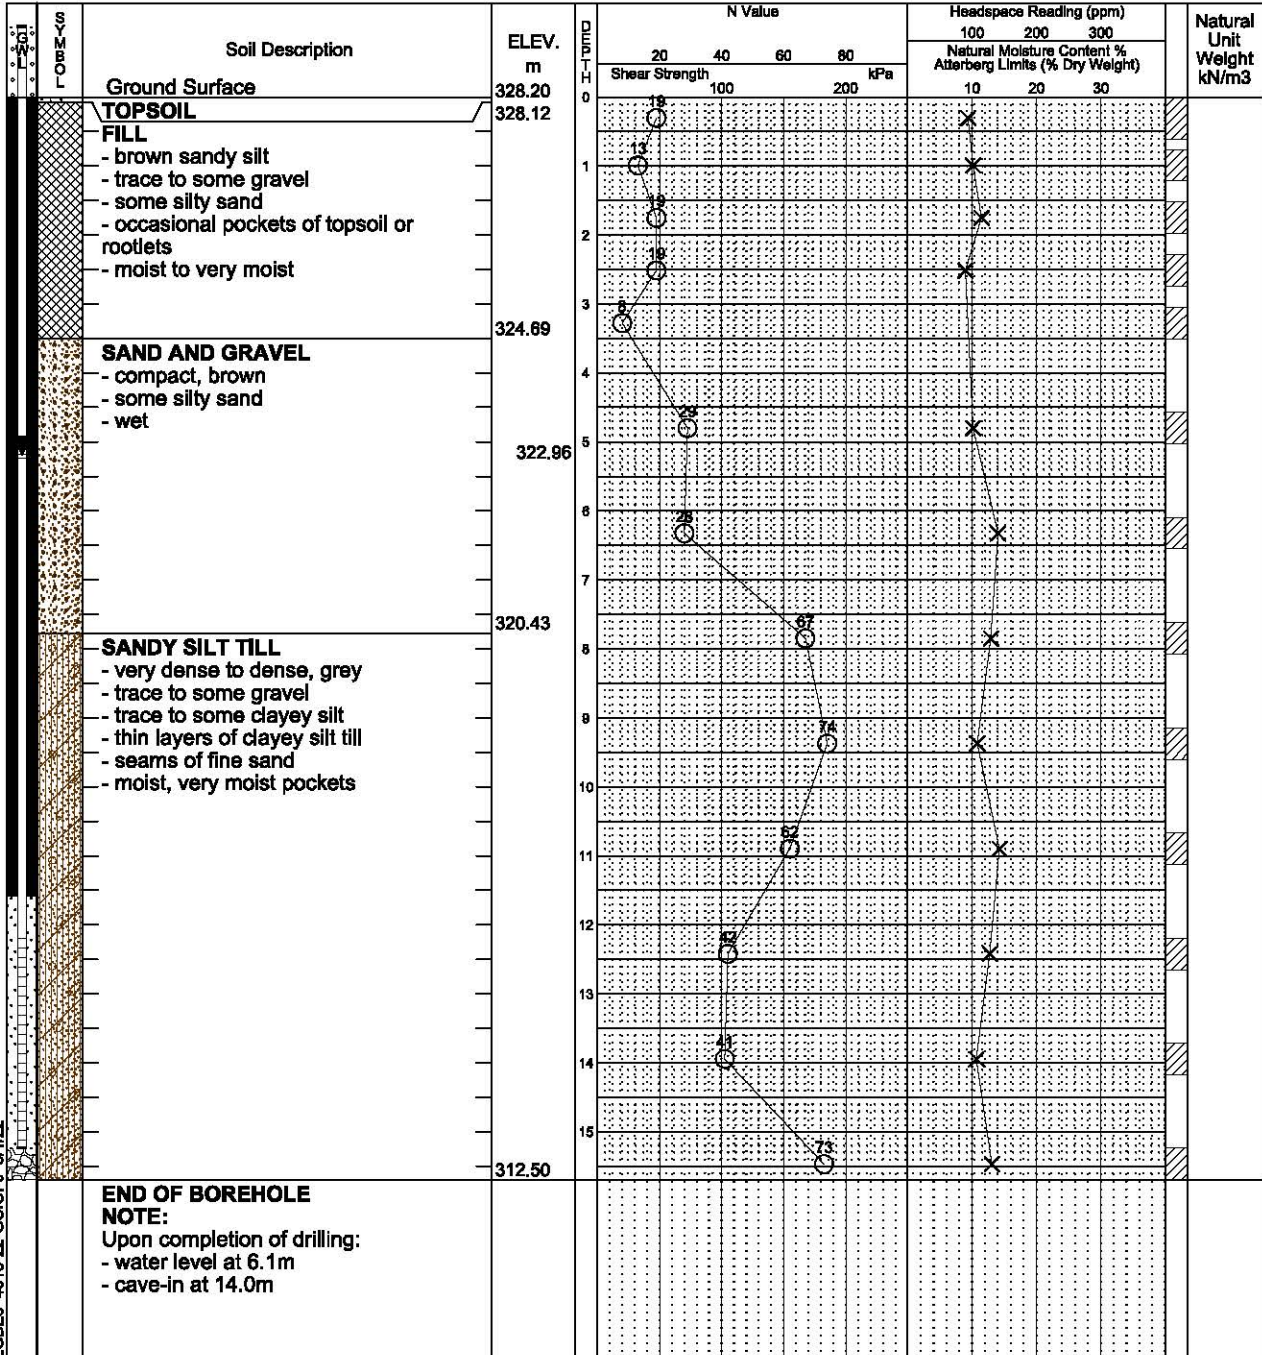 GWL
SYMBOL
Soil Description
Ground Surface
ELEV.
m
328.20
DEPTH
N Value
20 40 60 80
Shear Strength kPa
100 200
Headspace Reading (ppm)
100 200 300
Natural Moisture Content %
Atterberg Limits (% Dry Weight)
10 20 30
Natural
Unit
Weight
kN/m3
0
TOPSOIL
328.12
FILL
- brown sandy silt
- trace to some gravel
- some silty sand
- occasional pockets of topsoil or
rootlets
- moist to very moist
324.69
SAND AND GRAVEL
- compact, brown
- some silty sand
- wet
322.96
320.43
SANDY SILT TILL
- very dense to dense, grey
- trace to some gravel
- trace to some clayey silt
- thin layers of clayey silt till
- seams of fine sand
- moist, very moist pockets
312.50
END OF BOREHOLE
NOTE:
Upon completion of drilling:
- water level at 6.1m
- cave-in at 14.0m
1
2
3
4
5
6
7
8
9
10
11
12
13
14
15
19
13
19
19
8
29
28
67
74
62
42
41
73